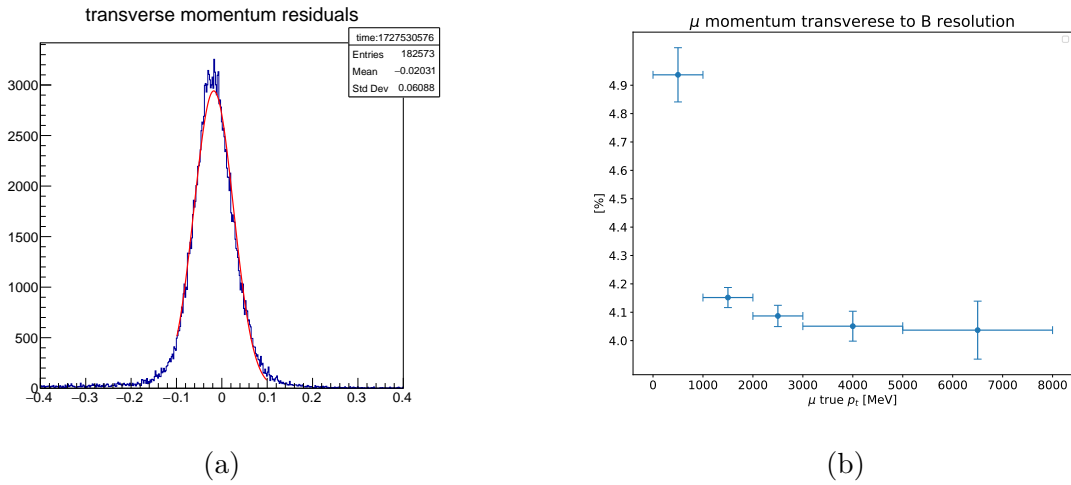 transverse momentum residuals
time:1727530576
Entries 182573
Mean −0.02031
Std Dev 0.06088
3000
2500
2000
1500
1000
500
0
−0.4 −0.3 −0.2 −0.1 0 0.1 0.2 0.3 0.4
(a)
μ momentum transverese to B resolution
4.9
4.8
4.7
4.6
4.5
4.4
4.3
4.2
4.1
4.0
[%]
0 1000 2000 3000 4000 5000 6000 7000 8000
μ true pt [MeV]
(b)